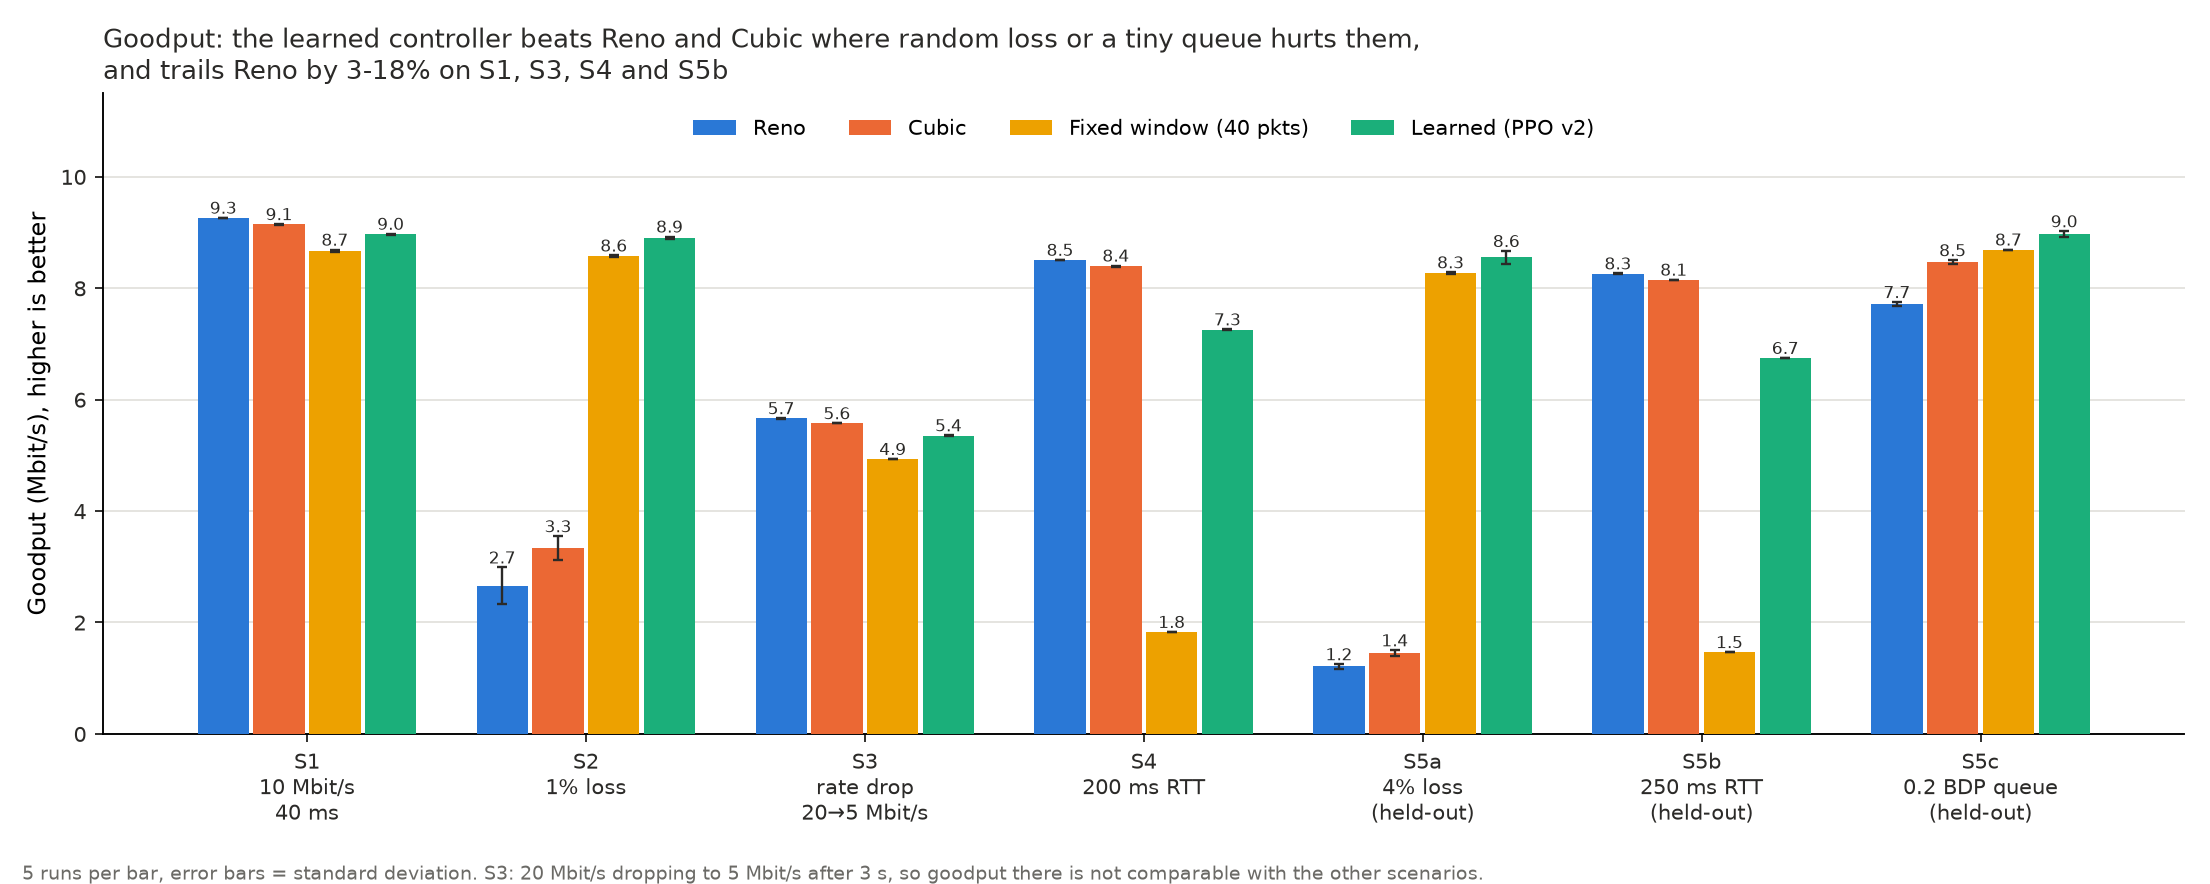 Goodput: the learned controller beats Reno and Cubic where random loss or a tiny queue hurts them,
and trails Reno by 3-18% on S1, S3, S4 and S5b
Reno
Cubic
Fixed window (40 pkts)
Learned (PPO v2)
Goodput (Mbit/s), higher is better
10
8
6
4
2
0
9.3
9.1
8.7
9.0
2.7
3.3
8.6
8.9
5.7
5.6
4.9
5.4
8.5
8.4
1.8
7.3
1.2
1.4
8.3
8.6
8.3
8.1
1.5
6.7
7.7
8.5
8.7
9.0
S1
10 Mbit/s
40 ms
S2
1% loss
S3
rate drop
20→5 Mbit/s
S4
200 ms RTT
S5a
4% loss
(held-out)
S5b
250 ms RTT
(held-out)
S5c
0.2 BDP queue
(held-out)
5 runs per bar, error bars = standard deviation. S3: 20 Mbit/s dropping to 5 Mbit/s after 3 s, so goodput there is not comparable with the other scenarios.